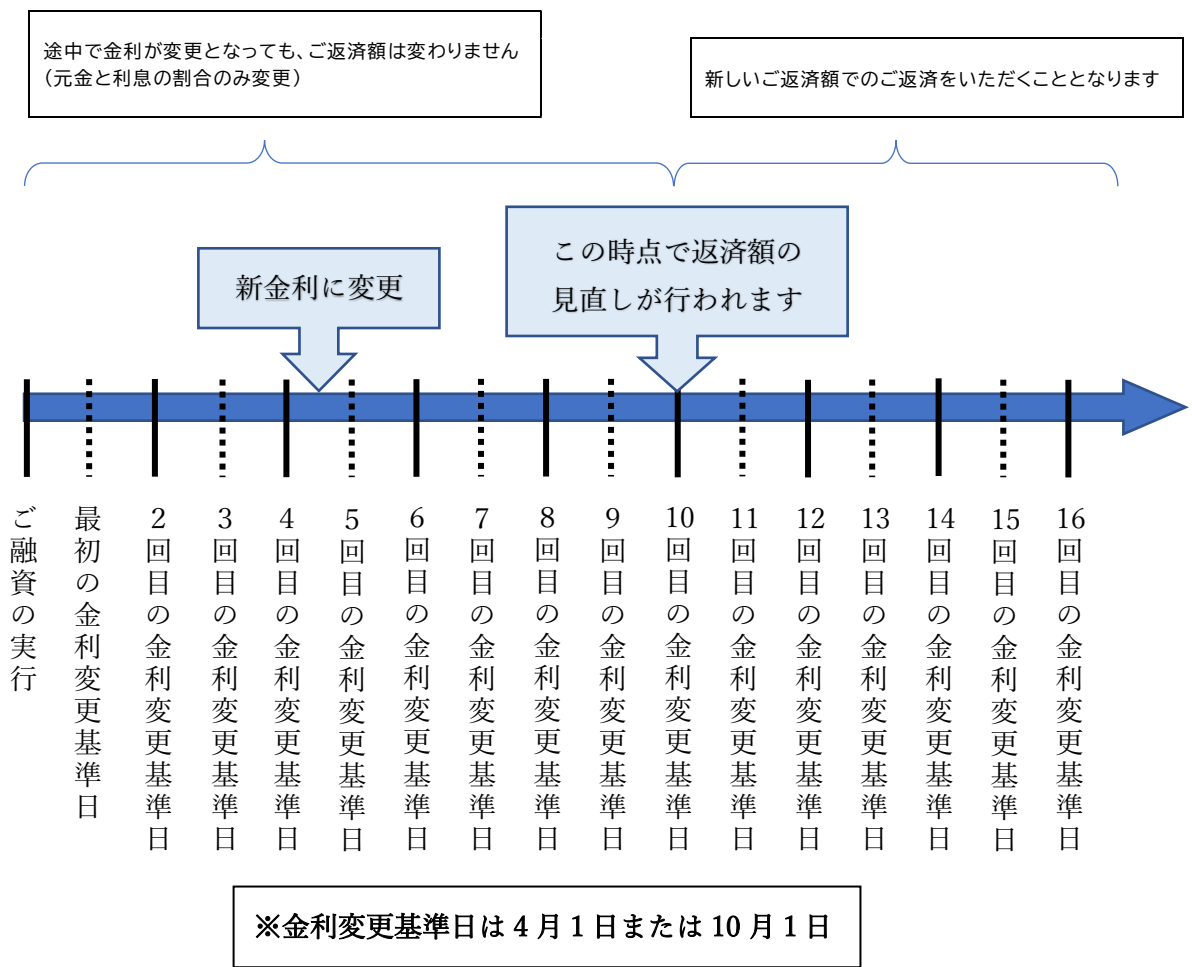 途中で金利が変更となっても、ご返済額は変わりません
(元金と利息の割合のみ変更)
新しいご返済額でのご返済をいただくこととなります
新金利に変更
この時点で返済額の
見直しが行われます
ご融資の実行
最初の金利変更基準日
2回目の金利変更基準日
3回目の金利変更基準日
4回目の金利変更基準日
5回目の金利変更基準日
6回目の金利変更基準日
7回目の金利変更基準日
8回目の金利変更基準日
9回目の金利変更基準日
10回目の金利変更基準日
11回目の金利変更基準日
12回目の金利変更基準日
13回目の金利変更基準日
14回目の金利変更基準日
15回目の金利変更基準日
16回目の金利変更基準日
※金利変更基準日は4月1日または10月1日